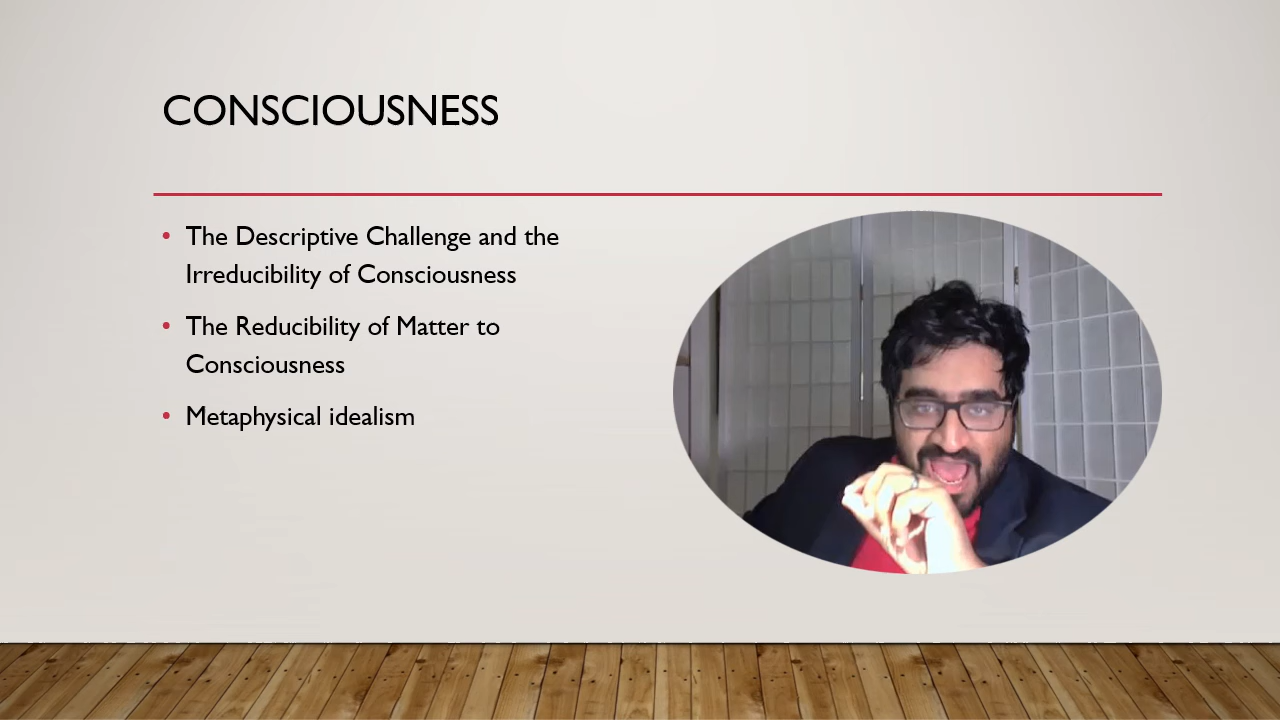 CONSCIOUSNESS
• The Descriptive Challenge and the
Irreducibility of Consciousness
• The Reducibility of Matter to
Consciousness
• Metaphysical idealism